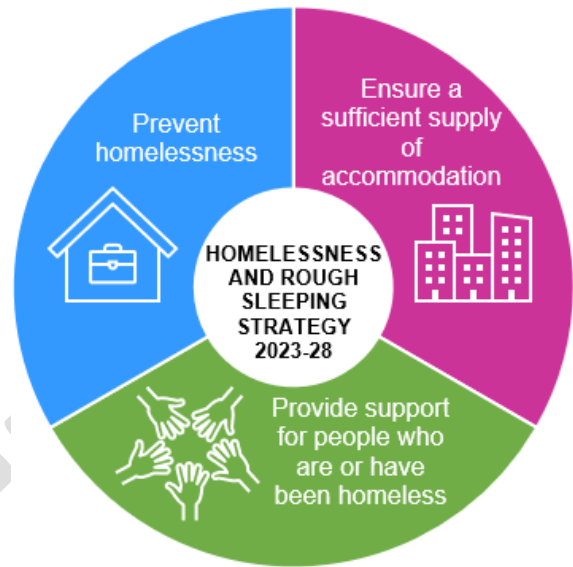 Prevent
homelessness
Ensure a
sufficient supply
of
accommodation
HOMELESSNESS
AND ROUGH
SLEEPING
STRATEGY
2023-28
Provide support
for people who
are or have
been homeless